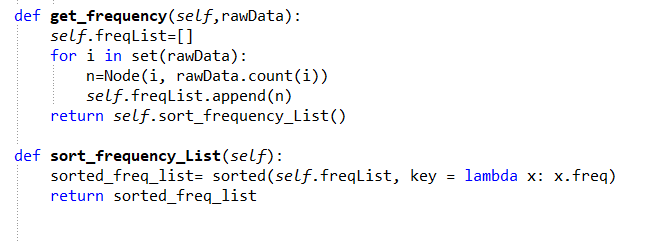 def get_frequency(self,rawData):
    self.freqList=[]
    for i in set(rawData):
        n=Node(i, rawData.count(i))
        self.freqList.append(n)
    return self.sort_frequency_List()

def sort_frequency_List(self):
    sorted_freq_list= sorted(self.freqList, key = lambda x: x.freq)
    return sorted_freq_list